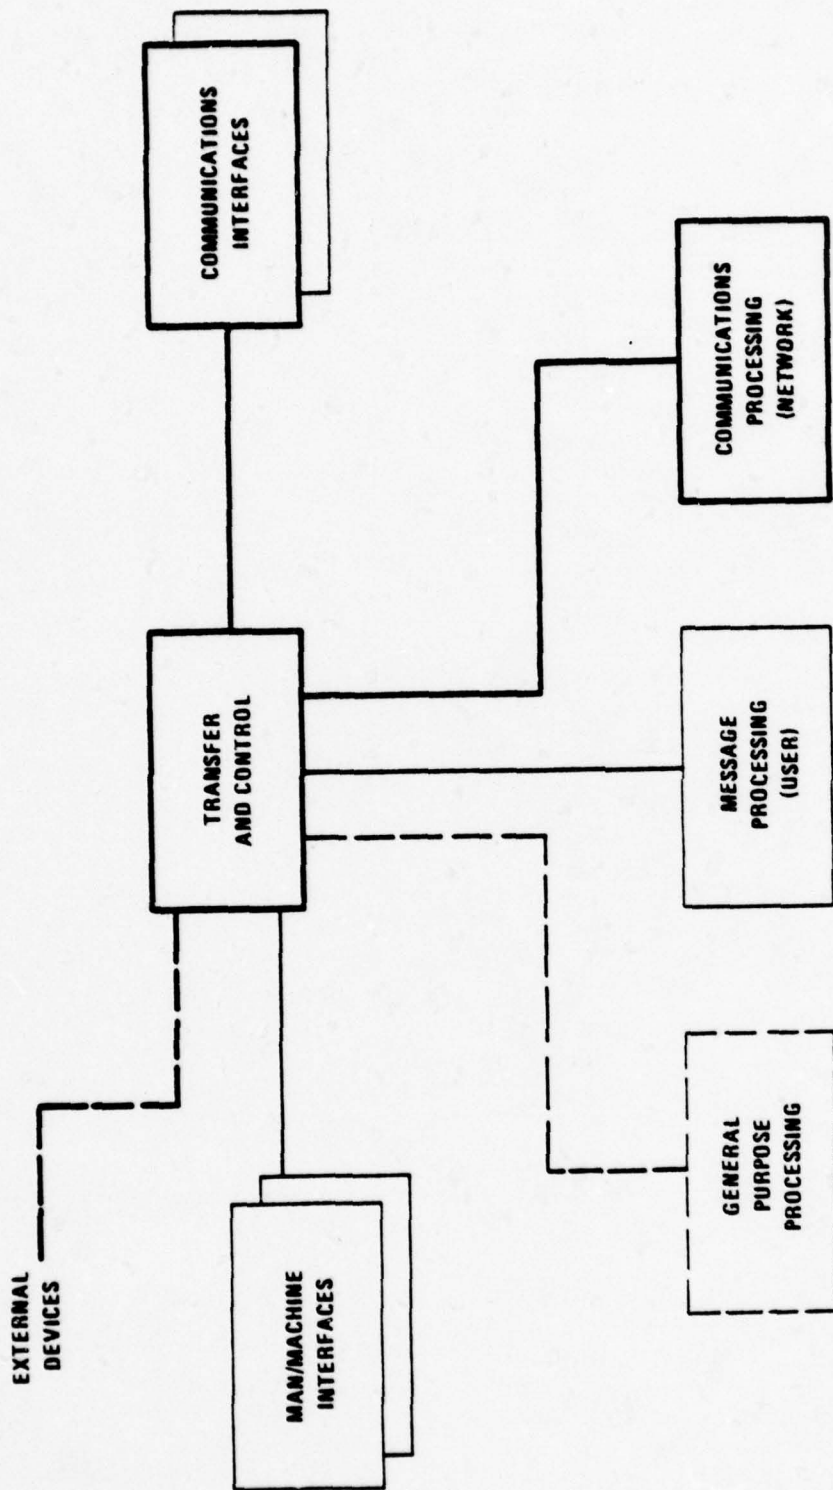 EXTERNAL
DEVICES
MAN/MACHINE
INTERFACES
TRANSFER
AND CONTROL
COMMUNICATIONS
INTERFACES
GENERAL
PURPOSE
PROCESSING
MESSAGE
PROCESSING
(USER)
COMMUNICATIONS
PROCESSING
(NETWORK)